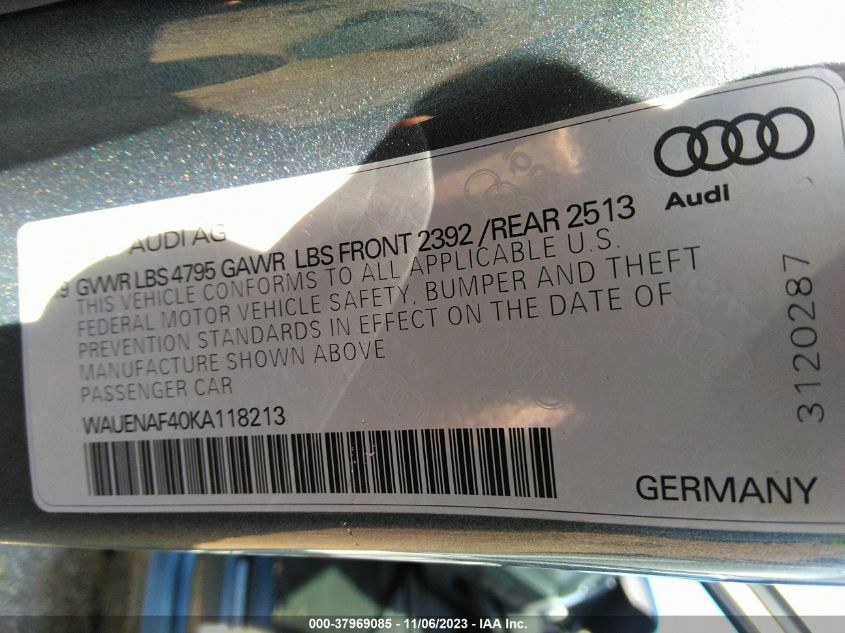 Audi
AUDI AG
9 GVWR LBS 4795 GAWR LBS FRONT 2392 /REAR 2513
THIS VEHICLE CONFORMS TO ALL APPLICABLE U.S.
FEDERAL MOTOR VEHICLE SAFETY, BUMPER AND THEFT
PREVENTION STANDARDS IN EFFECT ON THE DATE OF
MANUFACTURE SHOWN ABOVE
PASSENGER CAR
WAUENAF40KA118213
GERMANY
3120287
000-37969085 - 11/06/2023 - IAA Inc.